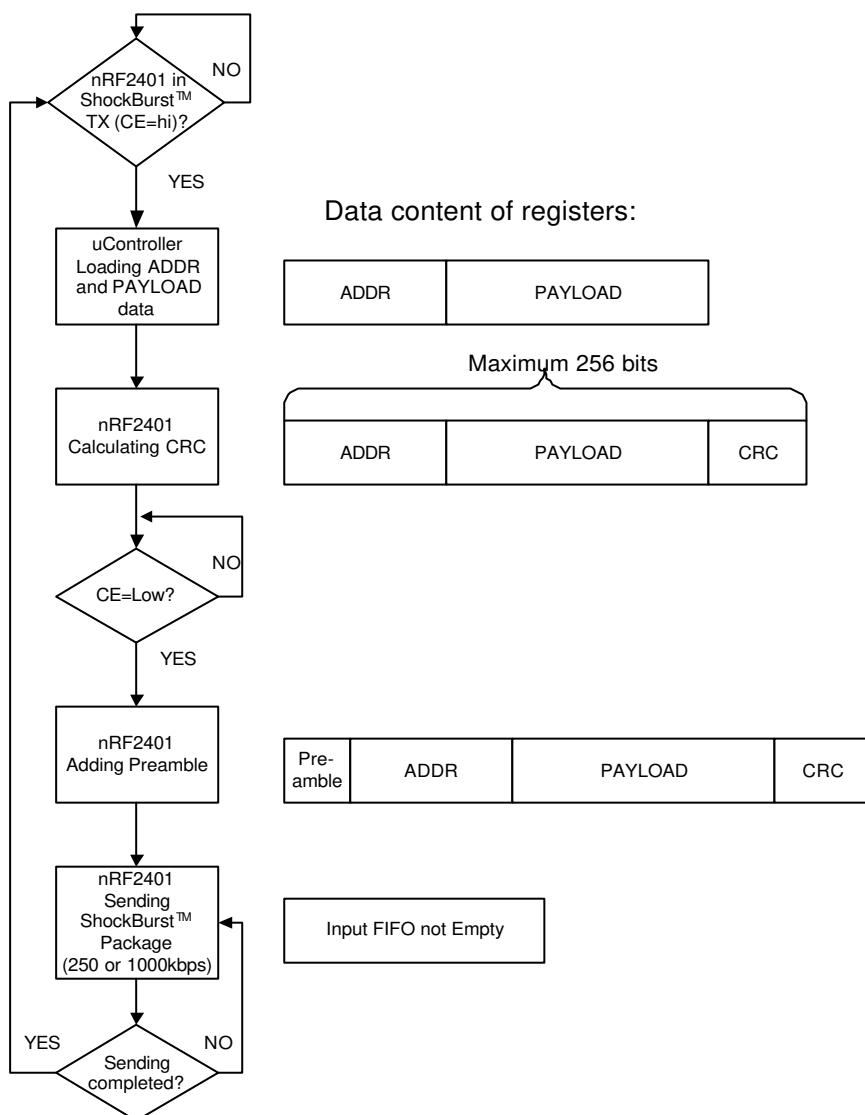 nRF2401 in
ShockBurst™
TX (CE=hi)?
NO
YES
Data content of registers:
uController
Loading ADDR
and PAYLOAD
data
ADDR
PAYLOAD
Maximum 256 bits
nRF2401
Calculating CRC
ADDR
PAYLOAD
CRC
NO
CE=Low?
YES
nRF2401
Adding Preamble
Pre-
amble
ADDR
PAYLOAD
CRC
nRF2401
Sending
ShockBurst™
Package
(250 or 1000kbps)
Input FIFO not Empty
YES
NO
Sending
completed?